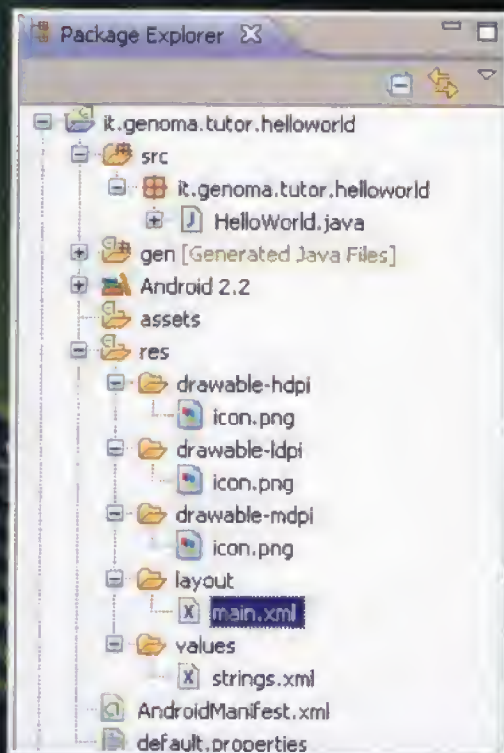 Package Explorer
it.genoma.tutor.helloworld
src
it.genoma.tutor.helloworld
HelloWorld.java
gen [Generated Java Files]
Android 2.2
assets
res
drawable-hdpi
icon.png
drawable-ldpi
icon.png
drawable-mdpi
icon.png
layout
main.xml
values
strings.xml
AndroidManifest.xml
default.properties